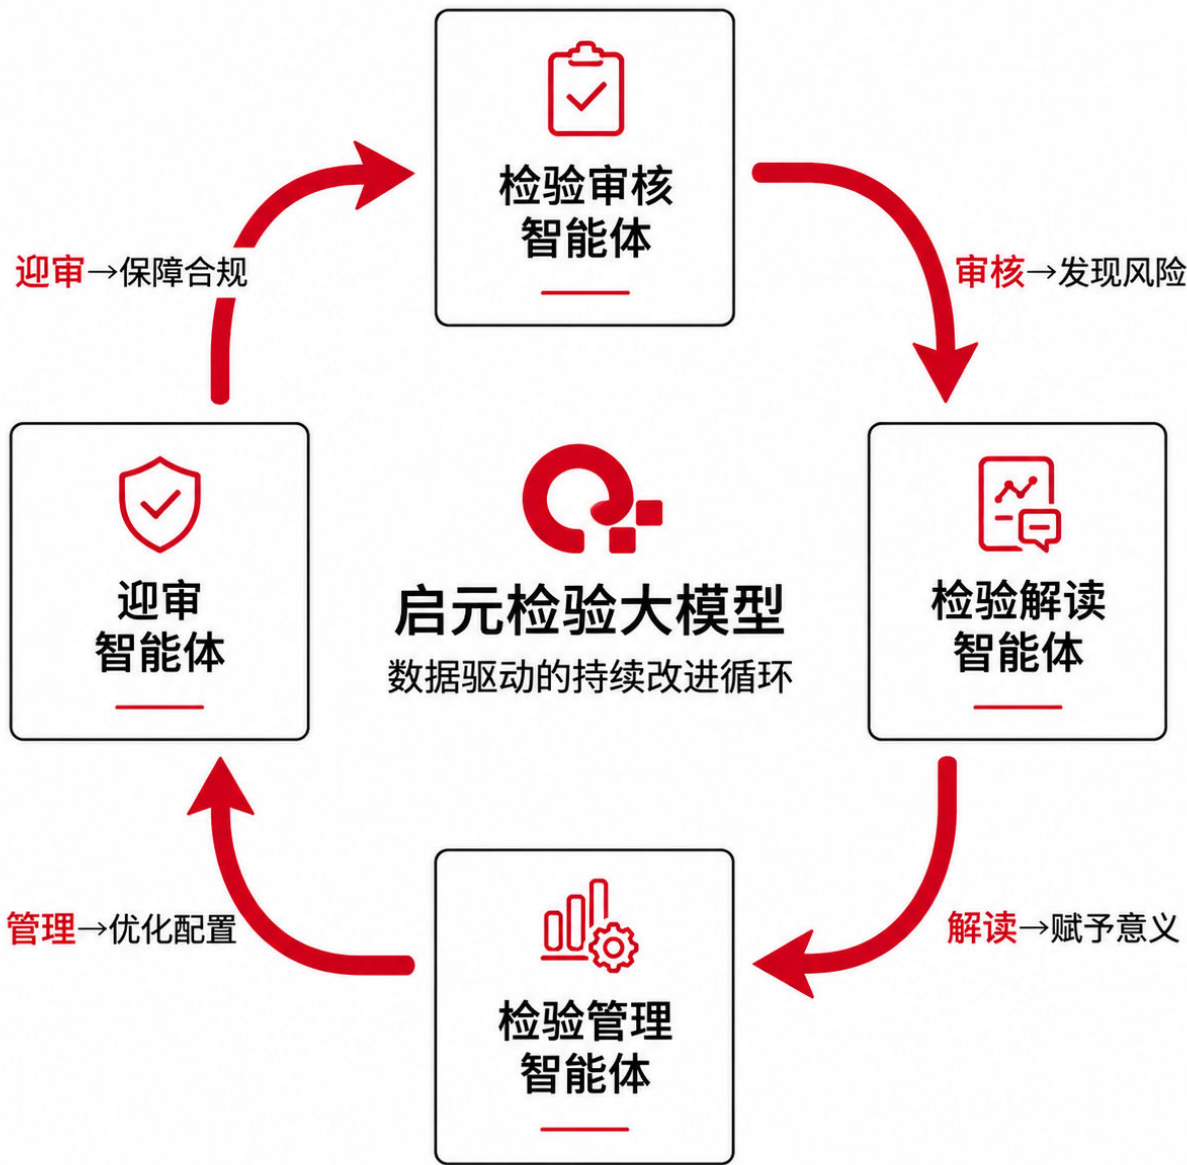 检验审核
智能体
迎审→保障合规
审核→发现风险
迎审
智能体
启元检验大模型
数据驱动的持续改进循环
检验解读
智能体
管理→优化配置
解读→赋予意义
检验管理
智能体